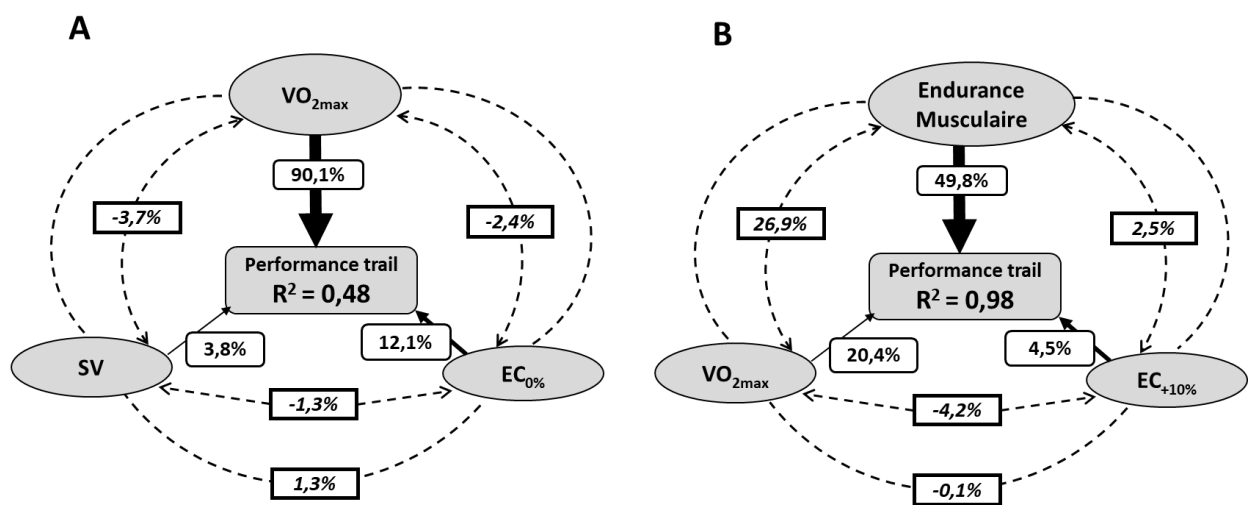 A
VO2max
90,1%
-3,7%
-2,4%
Performance trail
R² = 0,48
3,8%
12,1%
SV
EC0%
-1,3%
1,3%
B
Endurance
Musculaire
49,8%
26,9%
2,5%
Performance trail
R² = 0,98
20,4%
4,5%
VO2max
EC+10%
-4,2%
-0,1%